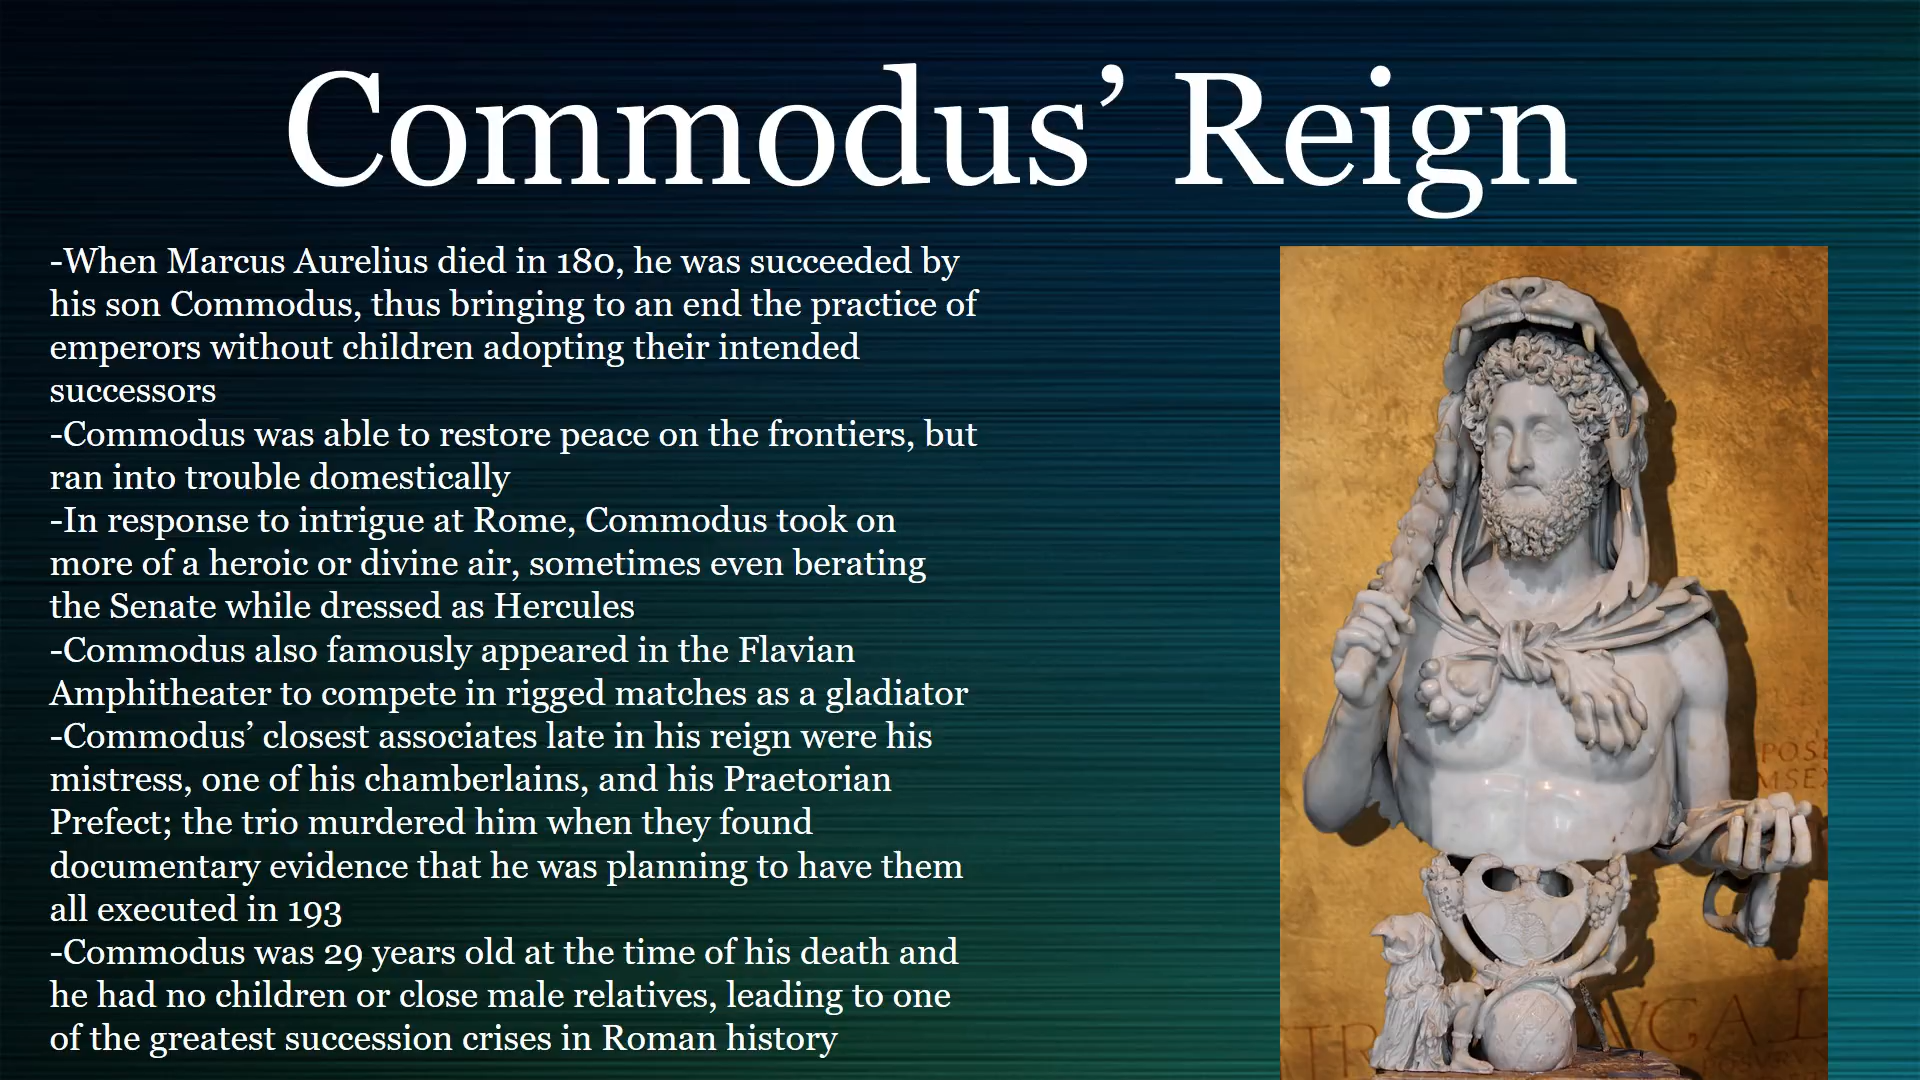 Commodus’ Reign
-When Marcus Aurelius died in 180, he was succeeded by
his son Commodus, thus bringing to an end the practice of
emperors without children adopting their intended
successors
-Commodus was able to restore peace on the frontiers, but
ran into trouble domestically
-In response to intrigue at Rome, Commodus took on
more of a heroic or divine air, sometimes even berating
the Senate while dressed as Hercules
-Commodus also famously appeared in the Flavian
Amphitheater to compete in rigged matches as a gladiator
-Commodus’ closest associates late in his reign were his
mistress, one of his chamberlains, and his Praetorian
Prefect; the trio murdered him when they found
documentary evidence that he was planning to have them
all executed in 193
-Commodus was 29 years old at the time of his death and
he had no children or close male relatives, leading to one
of the greatest succession crises in Roman history